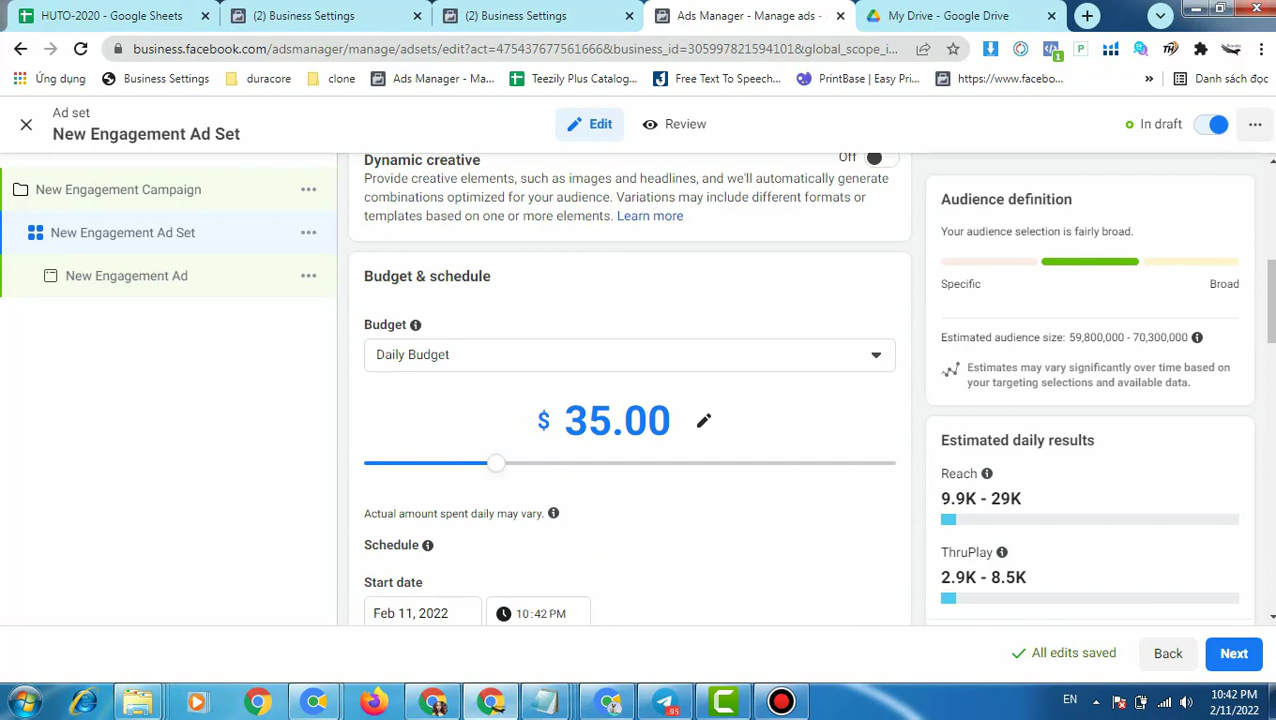 HUTO-2020 - Google Sheets
(2) Business Settings
(2) Business Settings
Ads Manager - Manage ads -
My Drive - Google Drive
business.facebook.com/adsmanager/manage/adsets/edit?act=475437677561666&business_id=305997821594101&global_scope_i...
Ứng dụng
Business Settings
duracore
clone
Ads Manager - Ma...
Teezily Plus Catalog...
Free Text To Speech...
PrintBase | Easy Prin...
https://www.facebo...
»
Danh sách đọc
Ad set
New Engagement Ad Set
Edit
Review
In draft
New Engagement Campaign
New Engagement Ad Set
New Engagement Ad
Dynamic creative
Off
Provide creative elements, such as images and headlines, and we'll automatically generate
combinations optimized for your audience. Variations may include different formats or
templates based on one or more elements. Learn more
Budget & schedule
Budget
Daily Budget
$ 35.00
Actual amount spent daily may vary.
Schedule
Start date
Feb 11, 2022
10:42 PM
Audience definition
Your audience selection is fairly broad.
Specific
Broad
Estimated audience size: 59,800,000 - 70,300,000
Estimates may vary significantly over time based on
your targeting selections and available data.
Estimated daily results
Reach
9.9K - 29K
ThruPlay
2.9K - 8.5K
All edits saved
Back
Next
95
EN
10:42 PM
2/11/2022